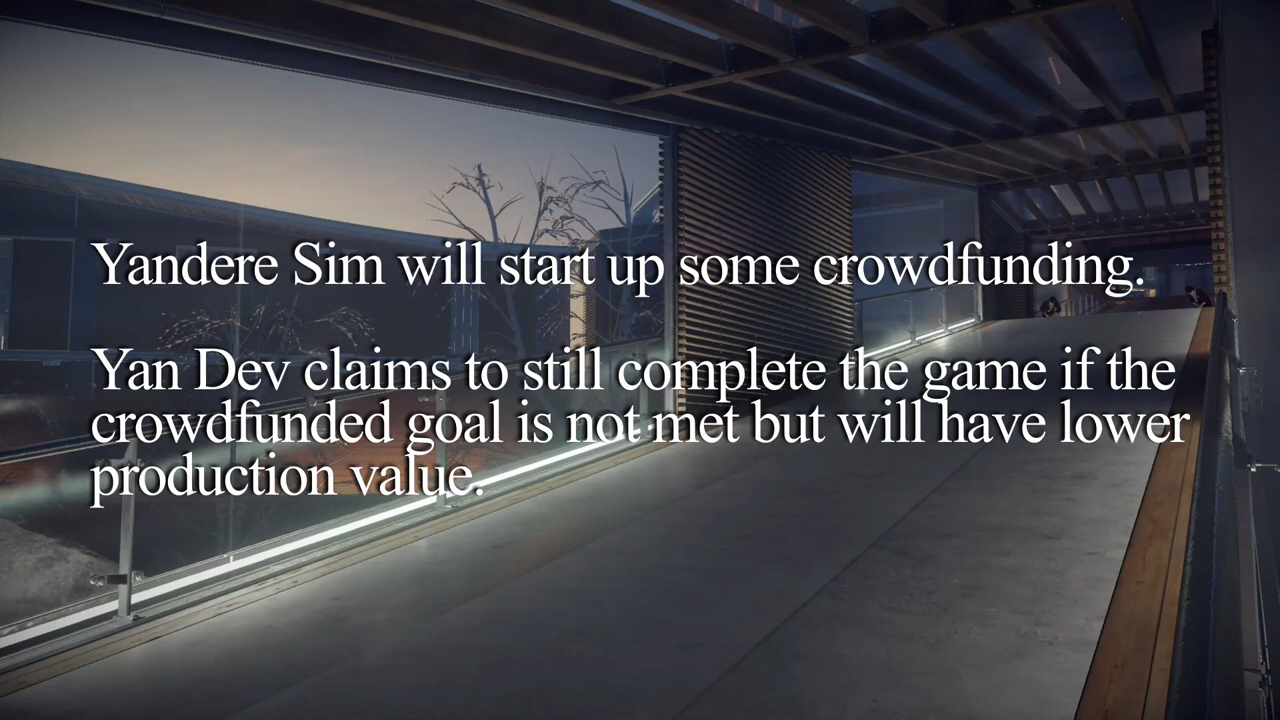 Yandere Sim will start up some crowdfunding.
Yan Dev claims to still complete the game if the
crowdfunded goal is not met but will have lower
production value.